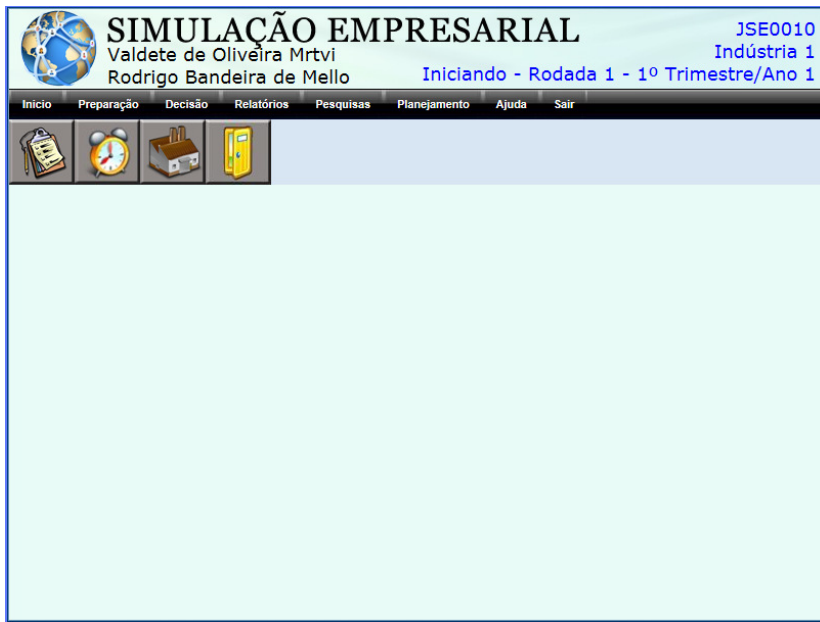 SIMULAÇÃO EMPRESARIAL
Valdete de Oliveira Mrtvi
Rodrigo Bandeira de Mello
JSE0010
Indústria 1
Iniciando - Rodada 1 - 1º Trimestre/Ano 1
Inicio Preparação Decisão Relatórios Pesquisas Planejamento Ajuda Sair